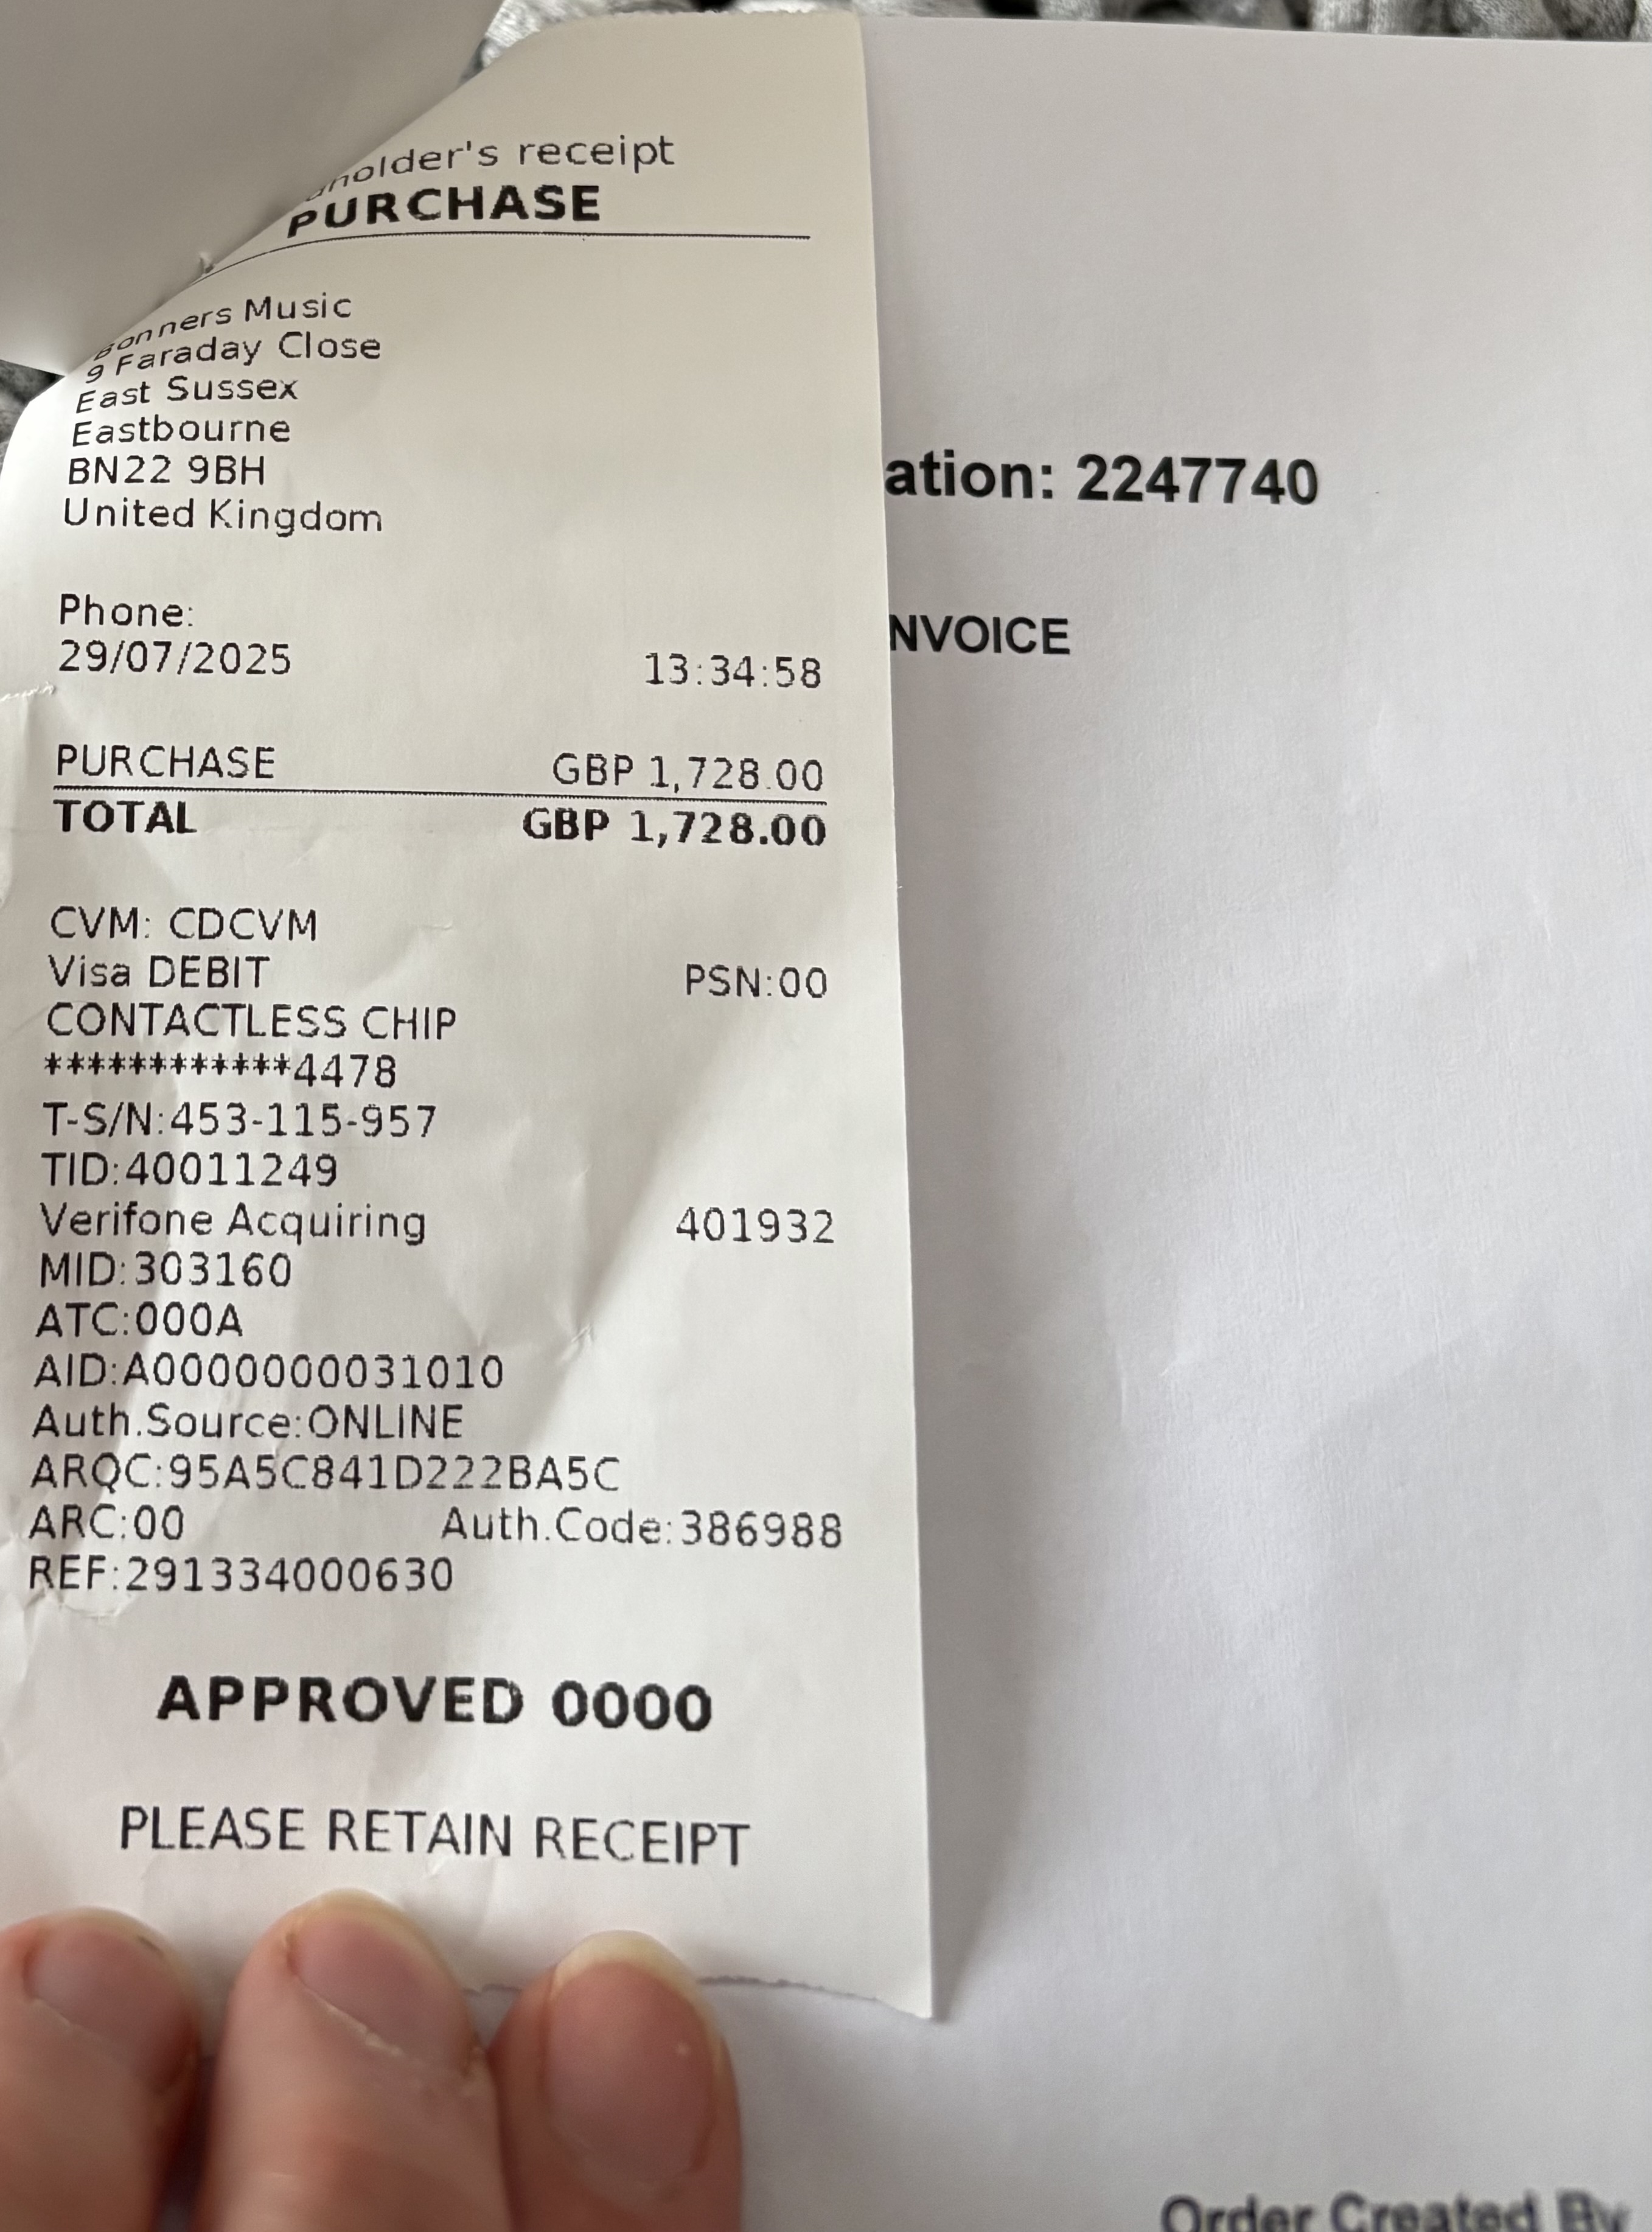 holder's receipt
PURCHASE
Bonners Music
9 Faraday Close
East Sussex
Eastbourne
BN22 9BH
United Kingdom
Phone:
29/07/2025 13:34:58
PURCHASE GBP 1,728.00
TOTAL GBP 1,728.00
CVM: CDCVM
Visa DEBIT PSN:00
CONTACTLESS CHIP
************4478
T-S/N:453-115-957
TID:40011249
Verifone Acquiring 401932
MID:303160
ATC:000A
AID:A0000000031010
Auth.Source:ONLINE
ARQC:95A5C841D222BA5C
ARC:00 Auth.Code:386988
REF:291334000630
APPROVED 0000
PLEASE RETAIN RECEIPT
ation: 2247740
NVOICE
Order Created By